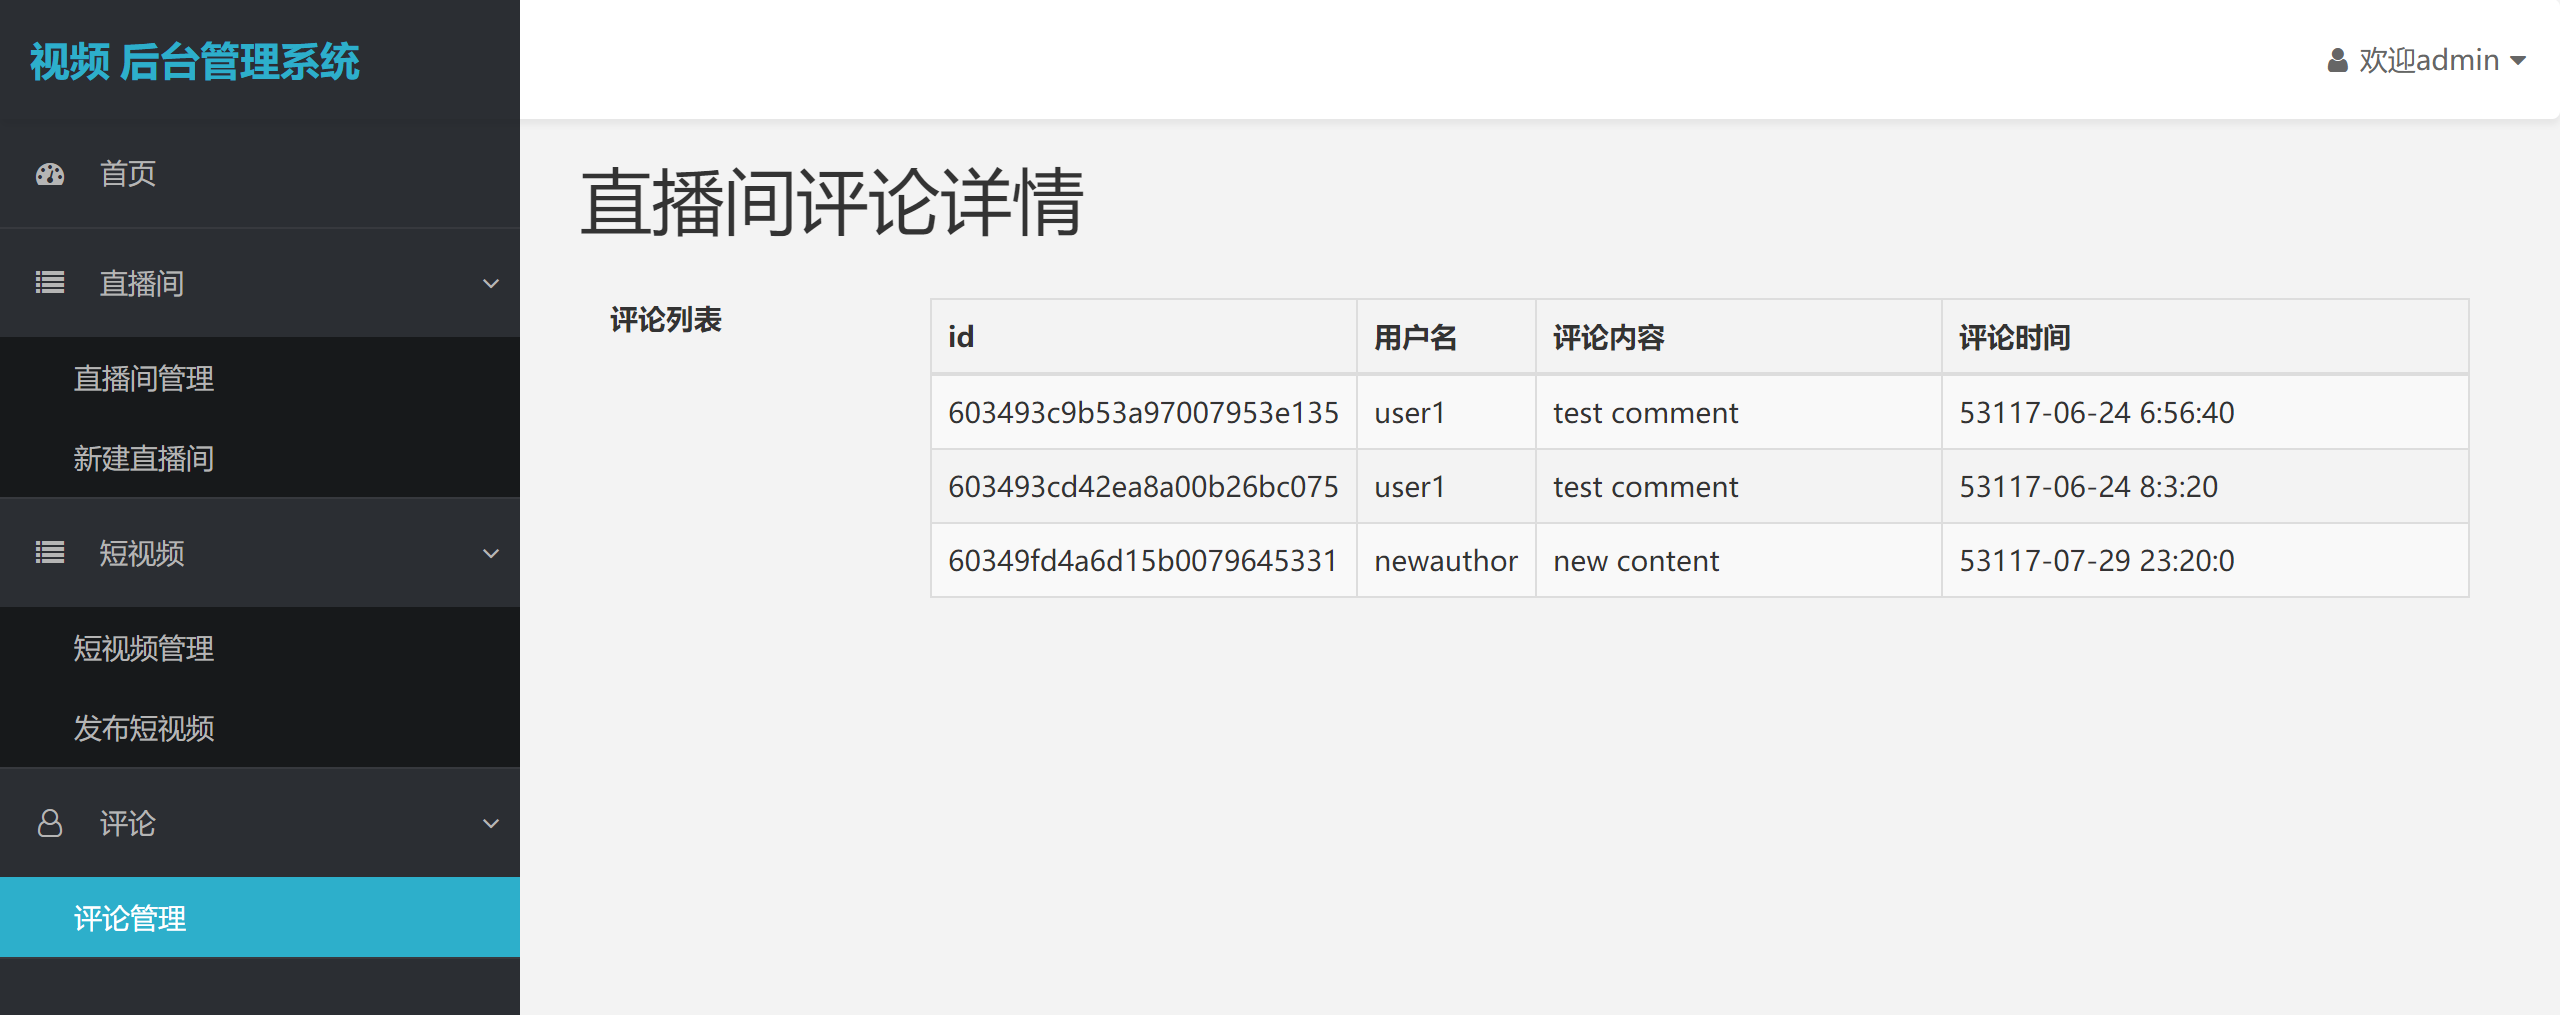 视频 后台管理系统
欢迎admin
首页
直播间
直播间管理
新建直播间
短视频
短视频管理
发布短视频
评论
评论管理
直播间评论详情
评论列表
id 用户名 评论内容 评论时间
603493c9b53a97007953e135 user1 test comment 53117-06-24 6:56:40
603493cd42ea8a00b26bc075 user1 test comment 53117-06-24 8:3:20
60349fd4a6d15b0079645331 newauthor new content 53117-07-29 23:20:0